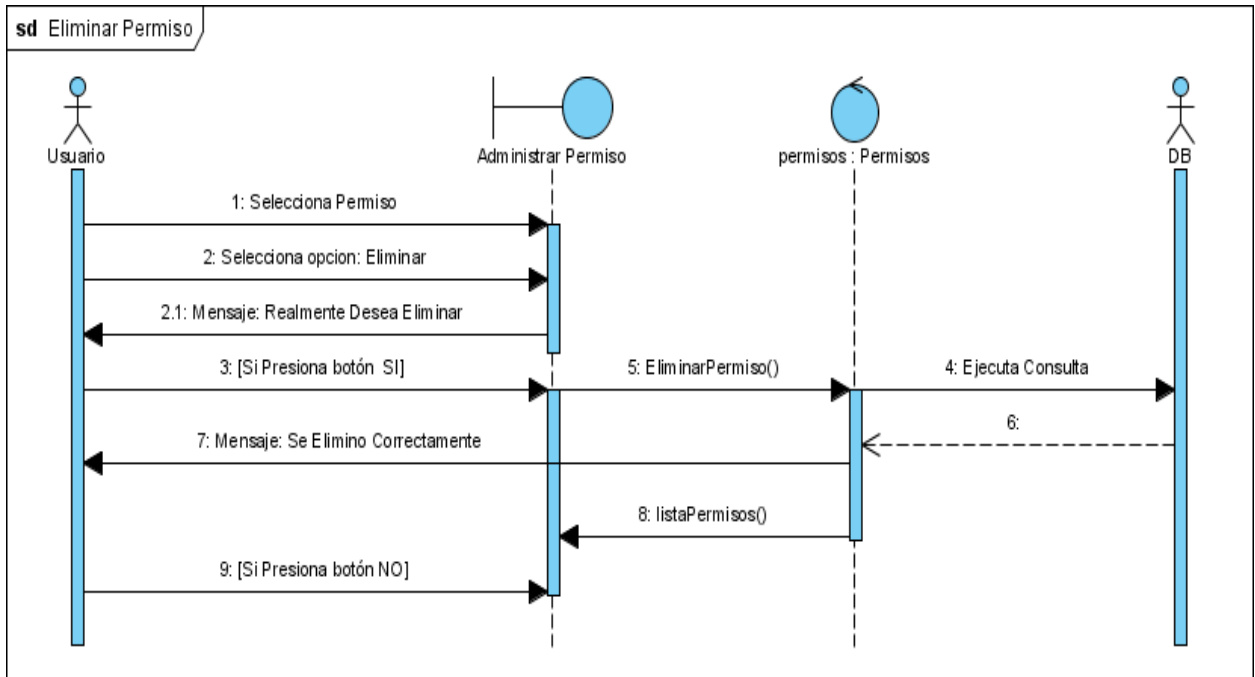 sd Eliminar Permiso
Usuario
Administrar Permiso
permisos : Permisos
DB
1: Selecciona Permiso
2: Selecciona opcion: Eliminar
2.1: Mensaje: Realmente Desea Eliminar
3: [Si Presiona botón SI]
5: EliminarPermiso()
4: Ejecuta Consulta
6:
7: Mensaje: Se Elimino Correctamente
8: listaPermisos()
9: [Si Presiona botón NO]